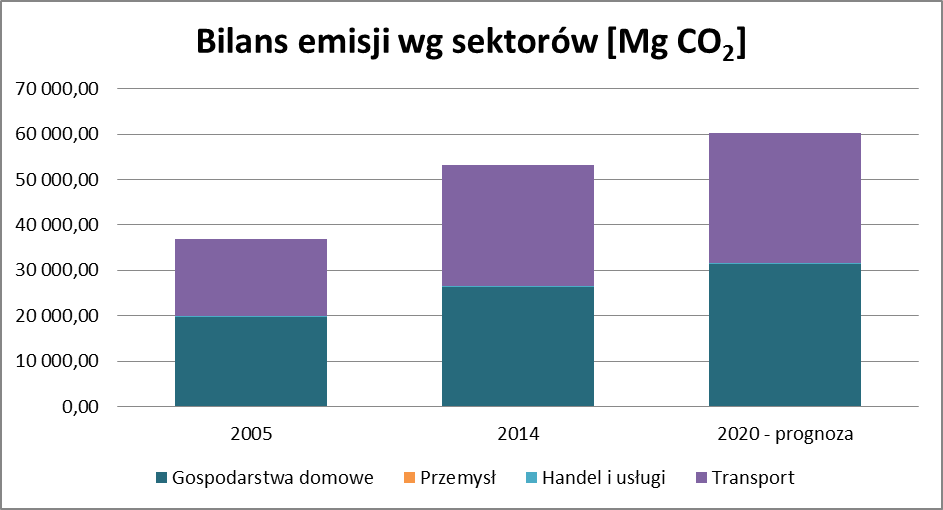 Bilans emisji wg sektorów [Mg CO₂]
70 000,00
60 000,00
50 000,00
40 000,00
30 000,00
20 000,00
10 000,00
0,00
2005 2014 2020 - prognoza
Gospodarstwa domowe Przemysł Handel i usługi Transport